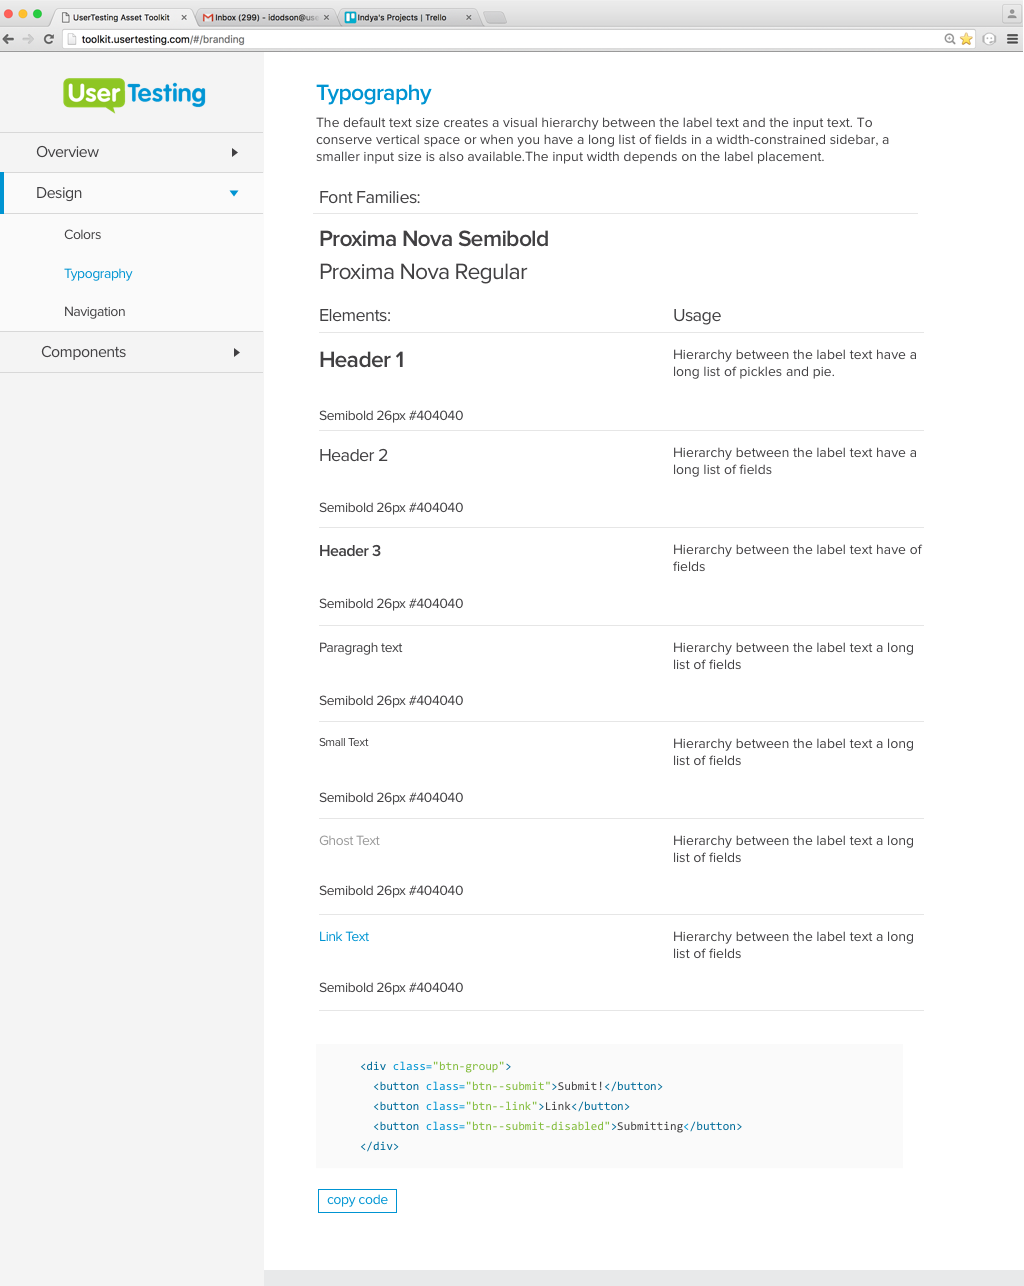 UserTesting Asset Toolkit
Inbox (299) - idodson@use
Indya's Projects | Trello
toolkit.usertesting.com/#/branding
User Testing
Overview
Design
Colors
Typography
Navigation
Components
Typography
The default text size creates a visual hierarchy between the label text and the input text. To
conserve vertical space or when you have a long list of fields in a width-constrained sidebar, a
smaller input size is also available.The input width depends on the label placement.
Font Families:
Proxima Nova Semibold
Proxima Nova Regular
Elements:
Usage
Header 1
Hierarchy between the label text have a
long list of pickles and pie.
Semibold 26px #404040
Header 2
Hierarchy between the label text have a
long list of fields
Semibold 26px #404040
Header 3
Hierarchy between the label text have of
fields
Semibold 26px #404040
Paragragh text
Hierarchy between the label text a long
list of fields
Semibold 26px #404040
Small Text
Hierarchy between the label text a long
list of fields
Semibold 26px #404040
Ghost Text
Hierarchy between the label text a long
list of fields
Semibold 26px #404040
Link Text
Hierarchy between the label text a long
list of fields
Semibold 26px #404040
<div class="btn-group">
<button class="btn--submit">Submit!</button>
<button class="btn--link">Link</button>
<button class="btn--submit-disabled">Submitting</button>
</div>
copy code